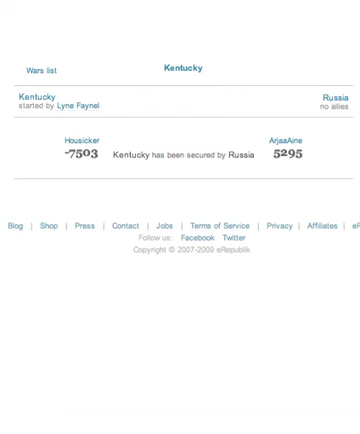 Wars list
Kentucky
Kentucky
Russia
started by Lyne Faynel
no allies
Housicker
ArjaaAine
-7503
Kentucky has been secured by Russia
5295
Blog | Shop | Press | Contact | Jobs | Terms of Service | Privacy | Affiliates | eR
Follow us: Facebook Twitter
Copyright © 2007-2009 eRepublik